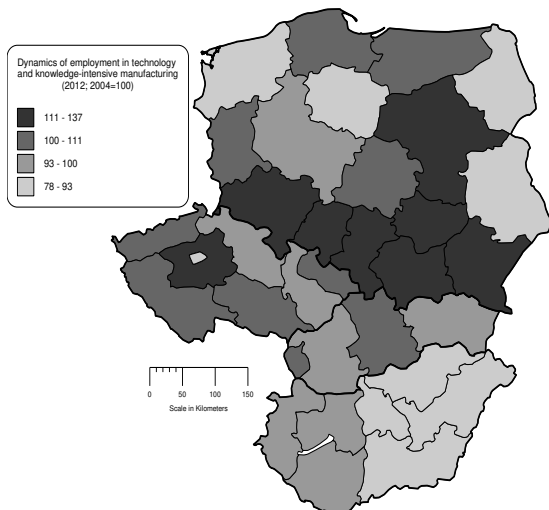 Dynamics of employment in technology
and knowledge-intensive manufacturing
(2012; 2004=100)
111 - 137
100 - 111
93 - 100
78 - 93
0 50 100 150
Scale in Kilometers